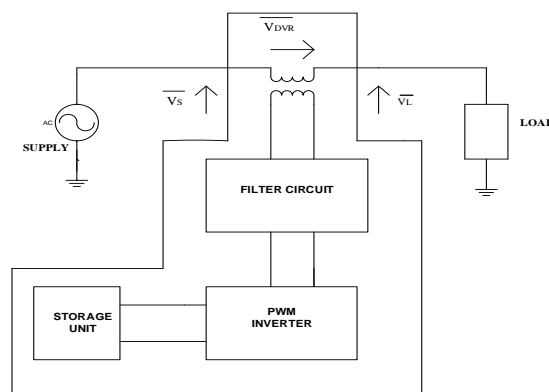 VDVR
VS
VL
AC
SUPPLY
LOAD
FILTER CIRCUIT
STORAGE
UNIT
PWM
INVERTER